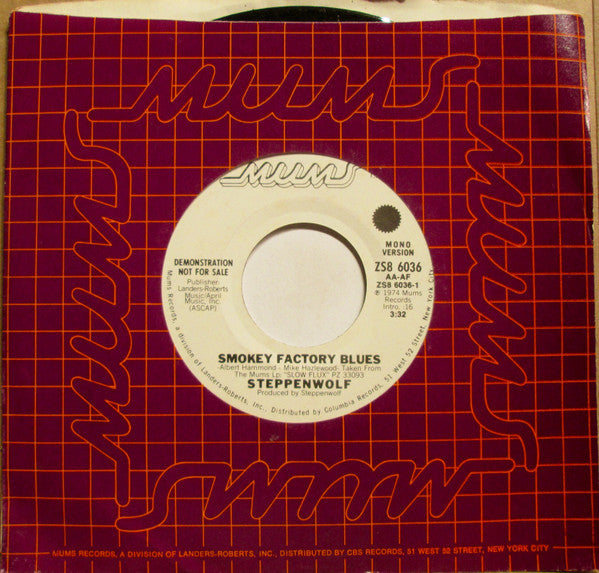 MUMS
MUMS
MUMS
MUMS
MUMS
DEMONSTRATION
NOT FOR SALE
Publisher:
Landers-Roberts
Music/April
Music, Inc.
(ASCAP)
MONO
VERSION
ZS8 6036
AA-AF
ZS8 6036-1
℗ 1974 Mums
Records
Intro. :16
3:32
SMOKEY FACTORY BLUES
-Albert Hammond - Mike Hazlewood- Taken From
The Mums Lp: "SLOW FLUX" PZ 33093
STEPPENWOLF
Produced by Steppenwolf
Mums Records, a division of Landers-Roberts, Inc., Distributed by Columbia Records, 51 West 52 Street, New York City
MUMS RECORDS, A DIVISION OF LANDERS-ROBERTS, INC., DISTRIBUTED BY CBS RECORDS, 51 WEST 52 STREET, NEW YORK CITY